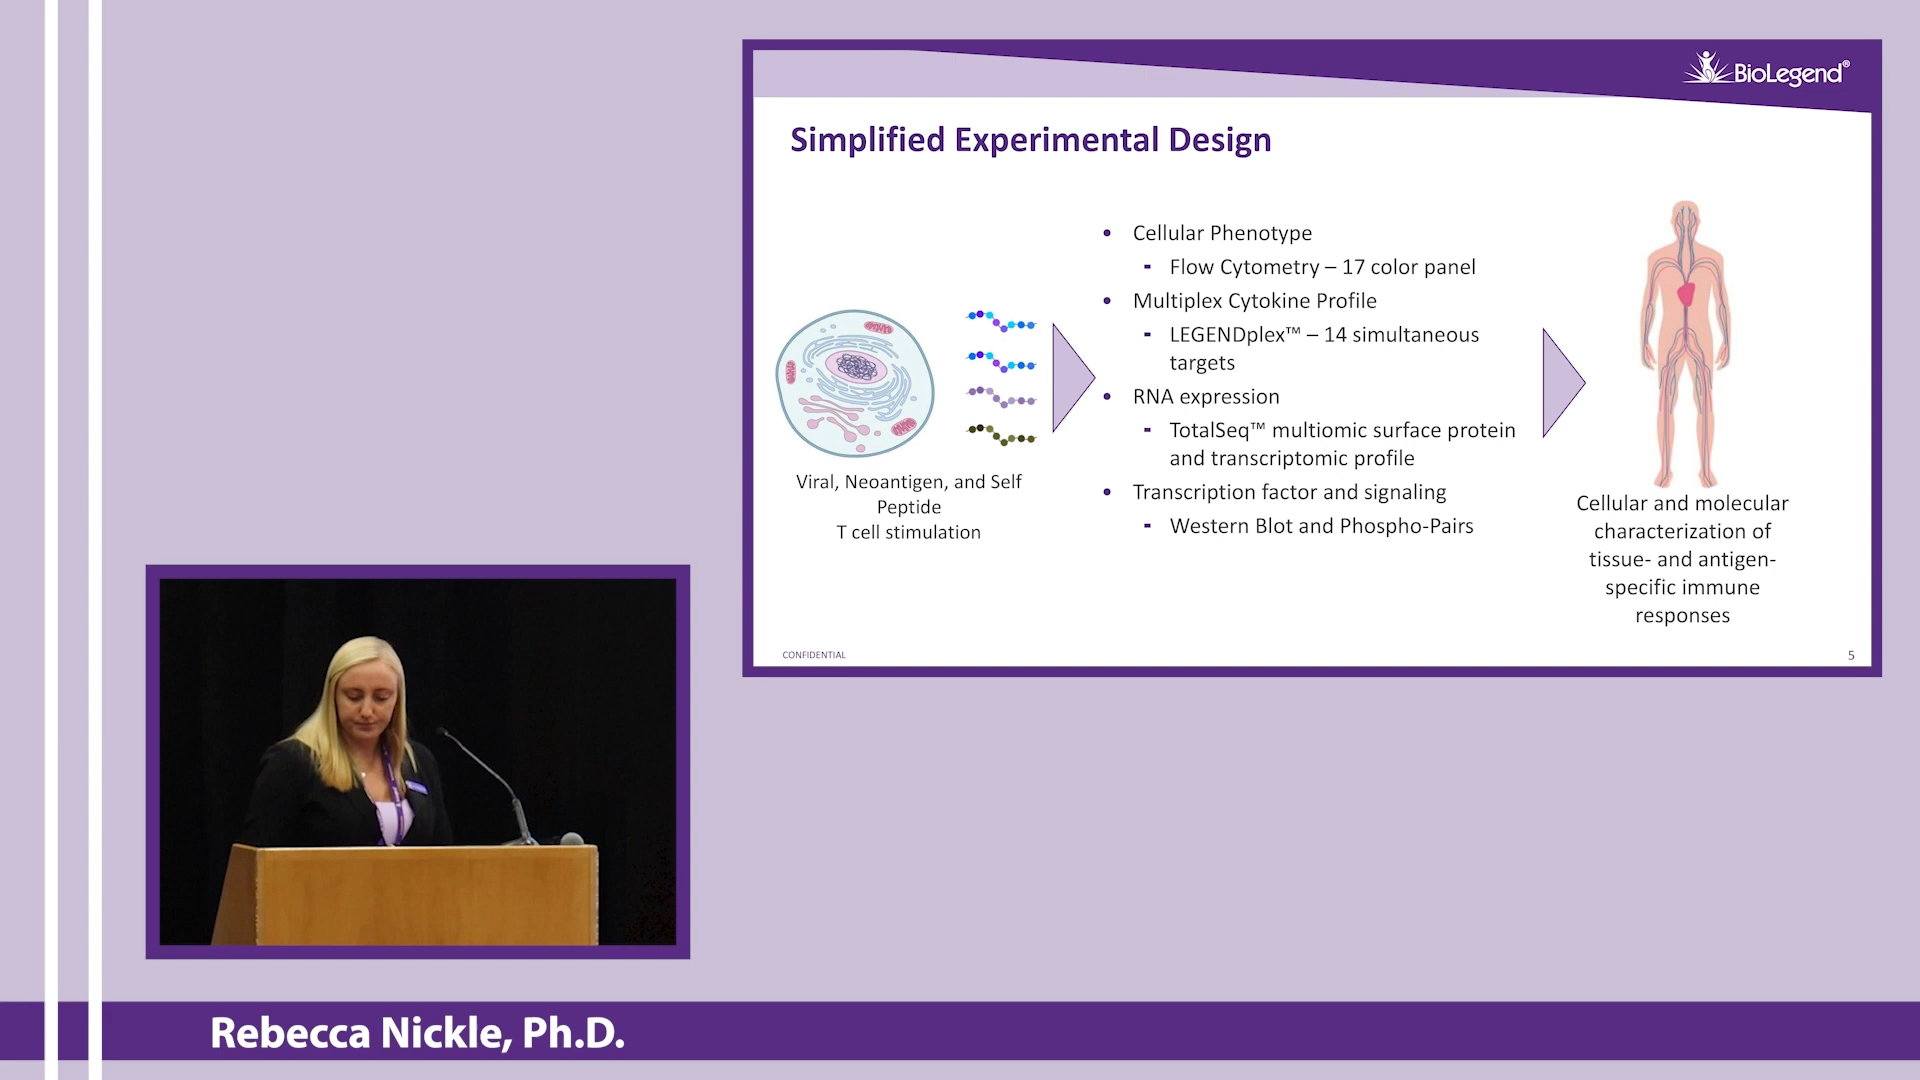 BioLegend®
Simplified Experimental Design
Viral, Neoantigen, and Self
Peptide
T cell stimulation
• Cellular Phenotype
- Flow Cytometry – 17 color panel
• Multiplex Cytokine Profile
- LEGENDplex™ – 14 simultaneous
targets
• RNA expression
- TotalSeq™ multiomic surface protein
and transcriptomic profile
• Transcription factor and signaling
- Western Blot and Phospho-Pairs
Cellular and molecular
characterization of
tissue- and antigen-
specific immune
responses
CONFIDENTIAL
5
Rebecca Nickle, Ph.D.